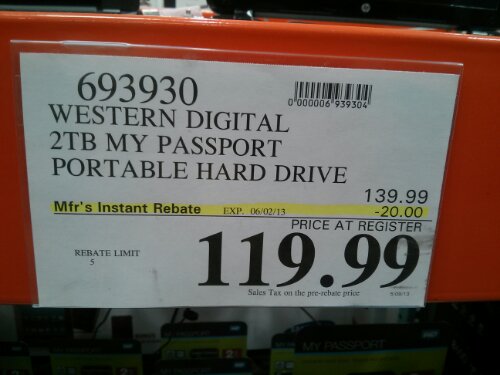 693930
0"000006"939304"
WESTERN DIGITAL
2TB MY PASSPORT
PORTABLE HARD DRIVE
139.99
Mfr's Instant Rebate EXP. 06/02/13 -20.00
PRICE AT REGISTER
REBATE LIMIT
5
119.99
Sales Tax on the pre-rebate price
hp
MY PASSPORT
WD